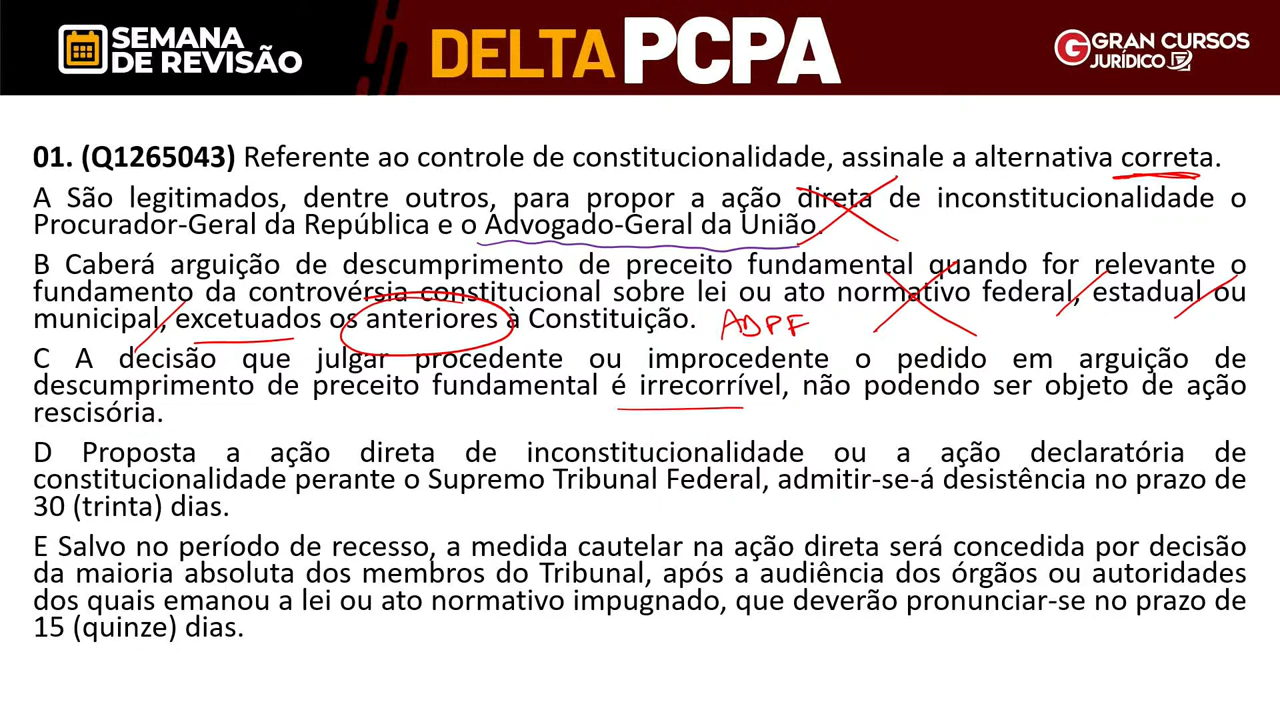 SEMANA
DE REVISÃO
DELTA PCPA
GRAN CURSOS
JURÍDICO
01. (Q1265043) Referente ao controle de constitucionalidade, assinale a alternativa correta.
A São legitimados, dentre outros, para propor a ação direta de inconstitucionalidade o
Procurador-Geral da República e o Advogado-Geral da União.
B Caberá arguição de descumprimento de preceito fundamental quando for relevante o
fundamento da controvérsia constitucional sobre lei ou ato normativo federal, estadual ou
municipal, excetuados os anteriores à Constituição.
ADPF
C A decisão que julgar procedente ou improcedente o pedido em arguição de
descumprimento de preceito fundamental é irrecorrível, não podendo ser objeto de ação
rescisória.
D Proposta a ação direta de inconstitucionalidade ou a ação declaratória de
constitucionalidade perante o Supremo Tribunal Federal, admitir-se-á desistência no prazo de
30 (trinta) dias.
E Salvo no período de recesso, a medida cautelar na ação direta será concedida por decisão
da maioria absoluta dos membros do Tribunal, após a audiência dos órgãos ou autoridades
dos quais emanou a lei ou ato normativo impugnado, que deverão pronunciar-se no prazo de
15 (quinze) dias.